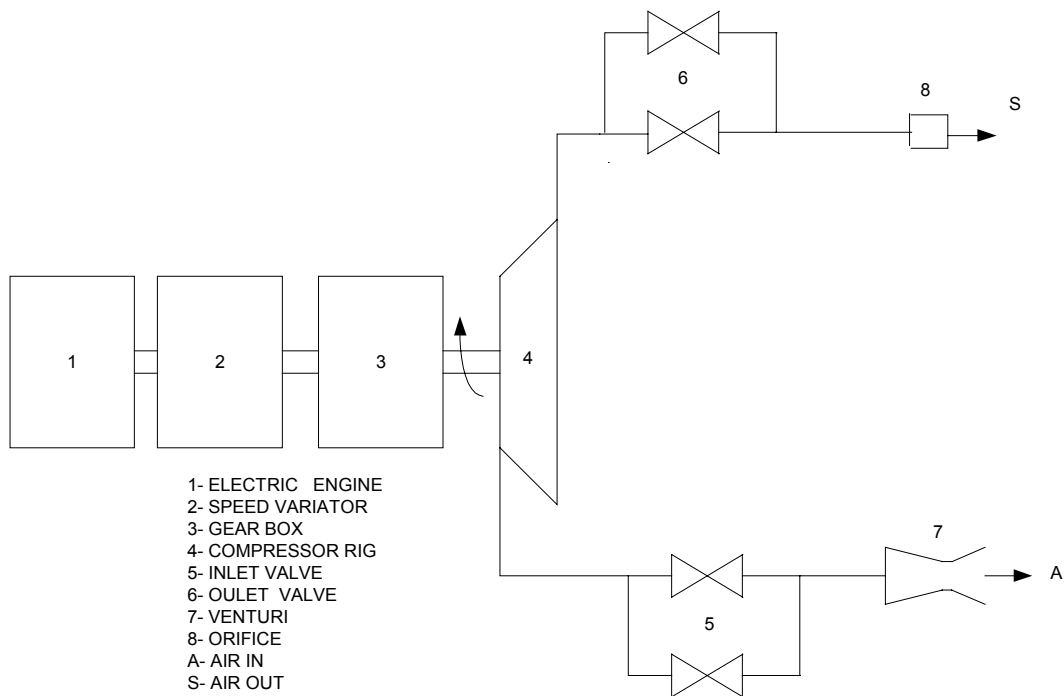 6
8
S
1
2
3
4
1- ELECTRIC ENGINE
2- SPEED VARIATOR
3- GEAR BOX
4- COMPRESSOR RIG
5- INLET VALVE
6- OULET VALVE
7- VENTURI
8- ORIFICE
A- AIR IN
S- AIR OUT
7
A
5